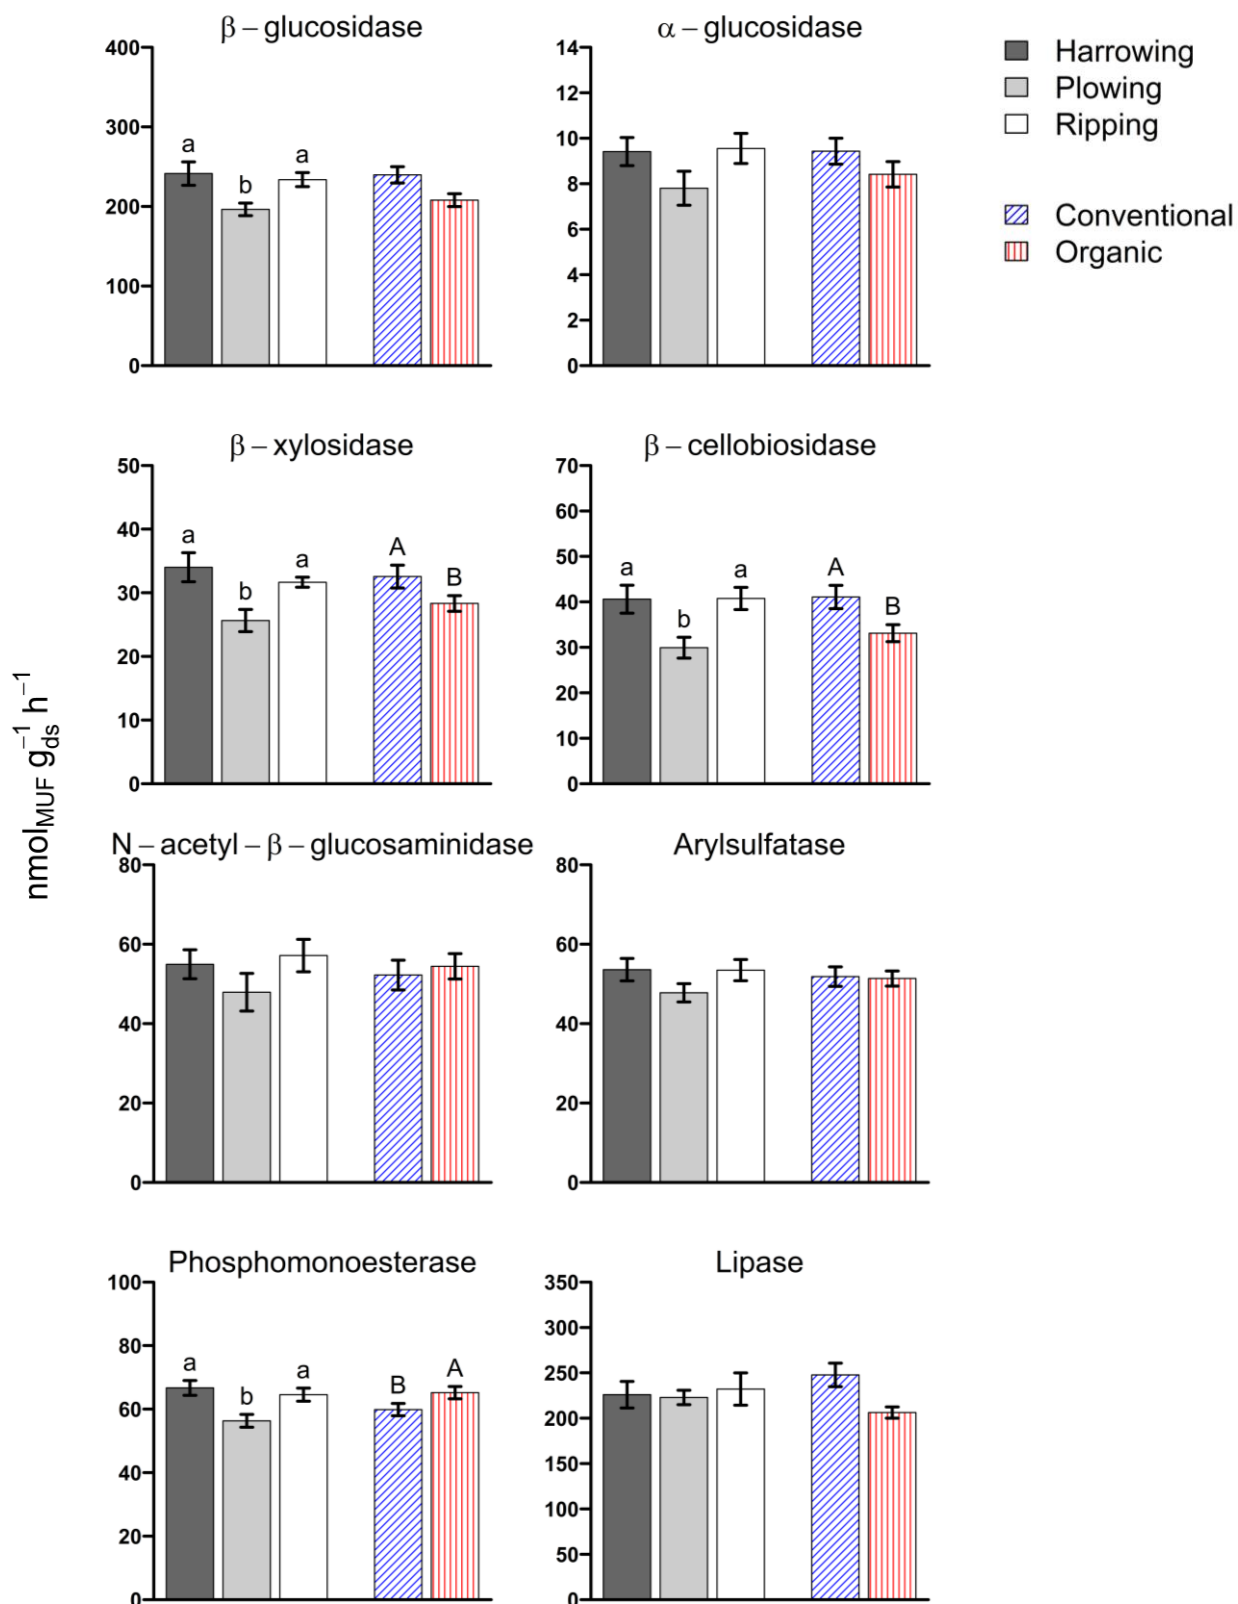 β – glucosidase
400
300
200
100
0
a
b
a
α – glucosidase
14
12
10
8
6
4
2
0
Harrowing
Plowing
Ripping
Conventional
Organic
β – xylosidase
50
40
30
20
10
0
a
b
a
A
B
β – cellobiosidase
70
60
50
40
30
20
10
0
a
b
a
A
B
nmol_MUF g_ds^−1 h^−1
N – acetyl – β – glucosaminidase
80
60
40
20
0
Arylsulfatase
80
60
40
20
0
Phosphomonoesterase
100
80
60
40
20
0
a
b
a
B
A
Lipase
350
300
250
200
150
100
50
0